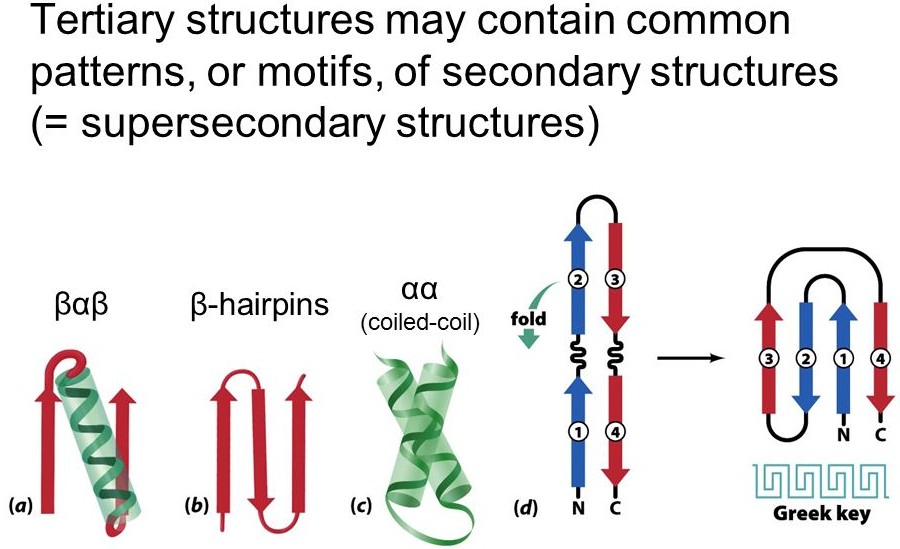 Tertiary structures may contain common
patterns, or motifs, of secondary structures
(= supersecondary structures)
βαβ
β-hairpins
αα
(coiled-coil)
fold
2
3
1
4
N
C
3
2
1
4
N
C
Greek key
(a)
(b)
(c)
(d)